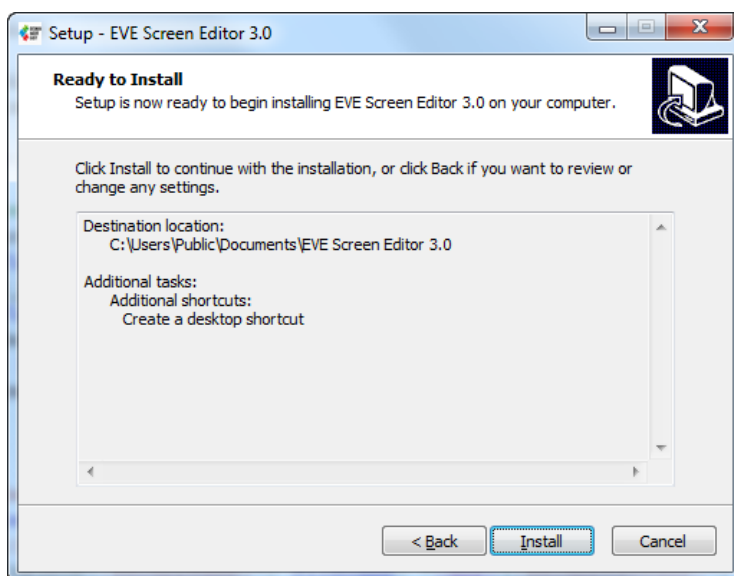 Setup - EVE Screen Editor 3.0
Ready to Install
Setup is now ready to begin installing EVE Screen Editor 3.0 on your computer.
Click Install to continue with the installation, or click Back if you want to review or
change any settings.
Destination location:
C:\Users\Public\Documents\EVE Screen Editor 3.0
Additional tasks:
Additional shortcuts:
Create a desktop shortcut
< Back Install Cancel